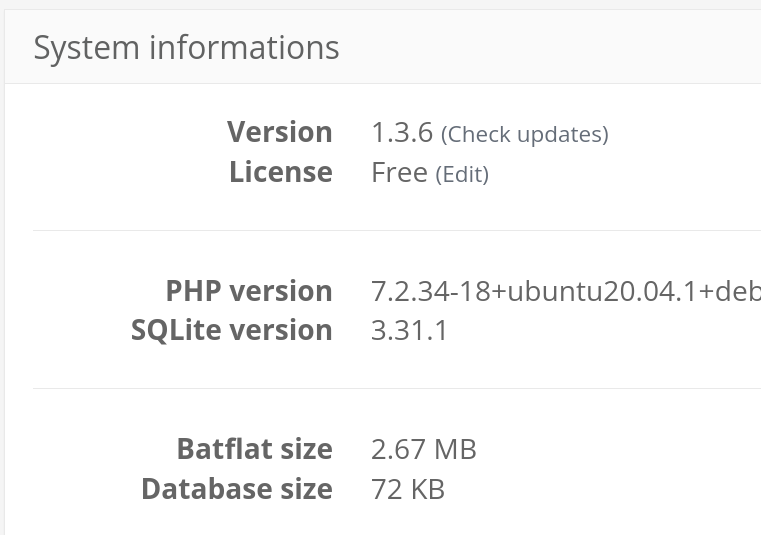 System informations
Version 1.3.6 (Check updates)
License Free (Edit)
PHP version 7.2.34-18+ubuntu20.04.1+deb
SQLite version 3.31.1
Batflat size 2.67 MB
Database size 72 KB